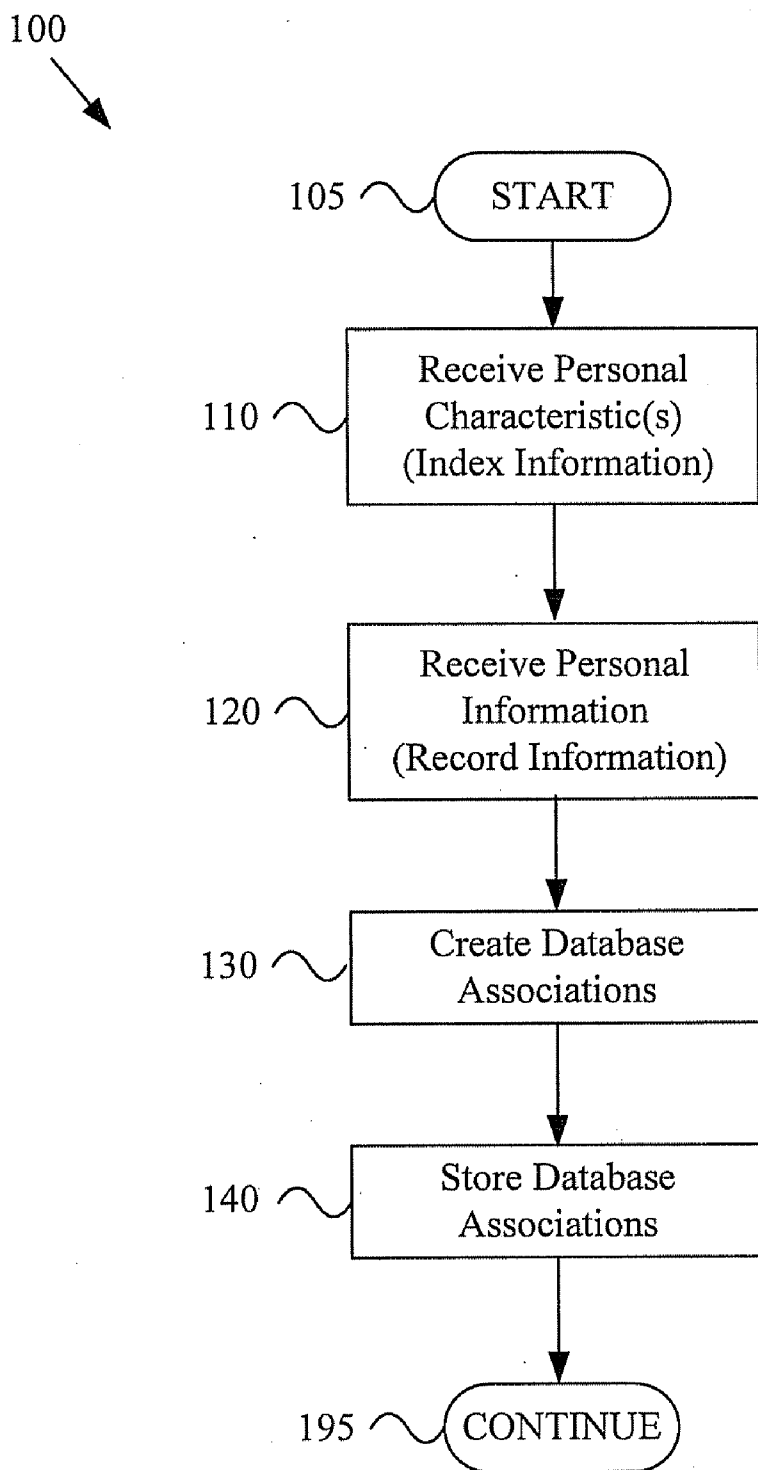 100
105
START
110
Receive Personal
Characteristic(s)
(Index Information)
120
Receive Personal
Information
(Record Information)
130
Create Database
Associations
140
Store Database
Associations
195
CONTINUE